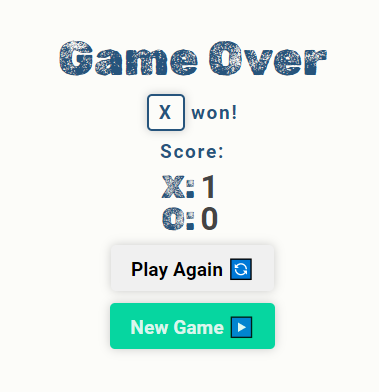 Game Over
X won!
Score:
X: 1
O: 0
Play Again 🔄
New Game ▶